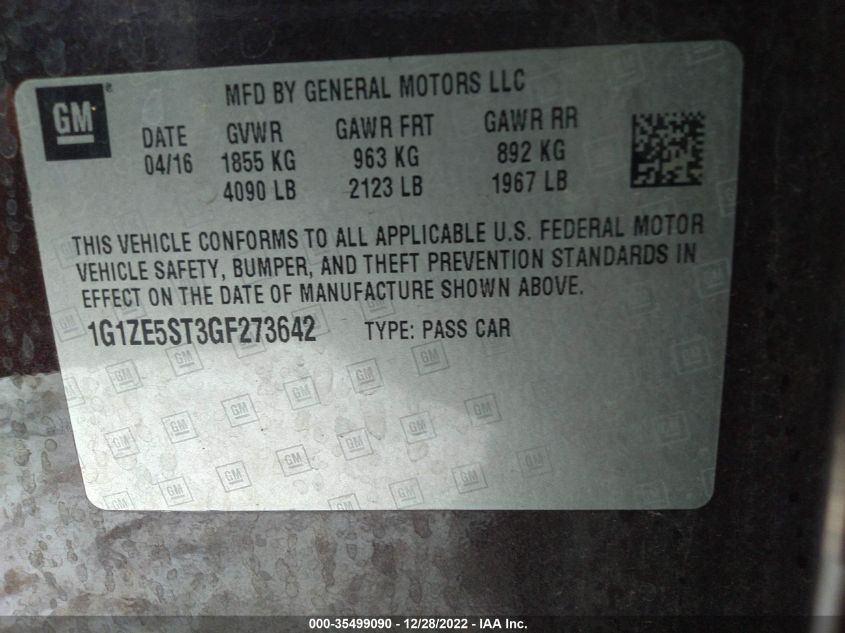 GM ®
MFD BY GENERAL MOTORS LLC
DATE GVWR GAWR FRT GAWR RR
04/16 1855 KG 963 KG 892 KG
4090 LB 2123 LB 1967 LB
THIS VEHICLE CONFORMS TO ALL APPLICABLE U.S. FEDERAL MOTOR
VEHICLE SAFETY, BUMPER, AND THEFT PREVENTION STANDARDS IN
EFFECT ON THE DATE OF MANUFACTURE SHOWN ABOVE.
1G1ZE5ST3GF273642 TYPE: PASS CAR
000-35499090 - 12/28/2022 - IAA Inc.